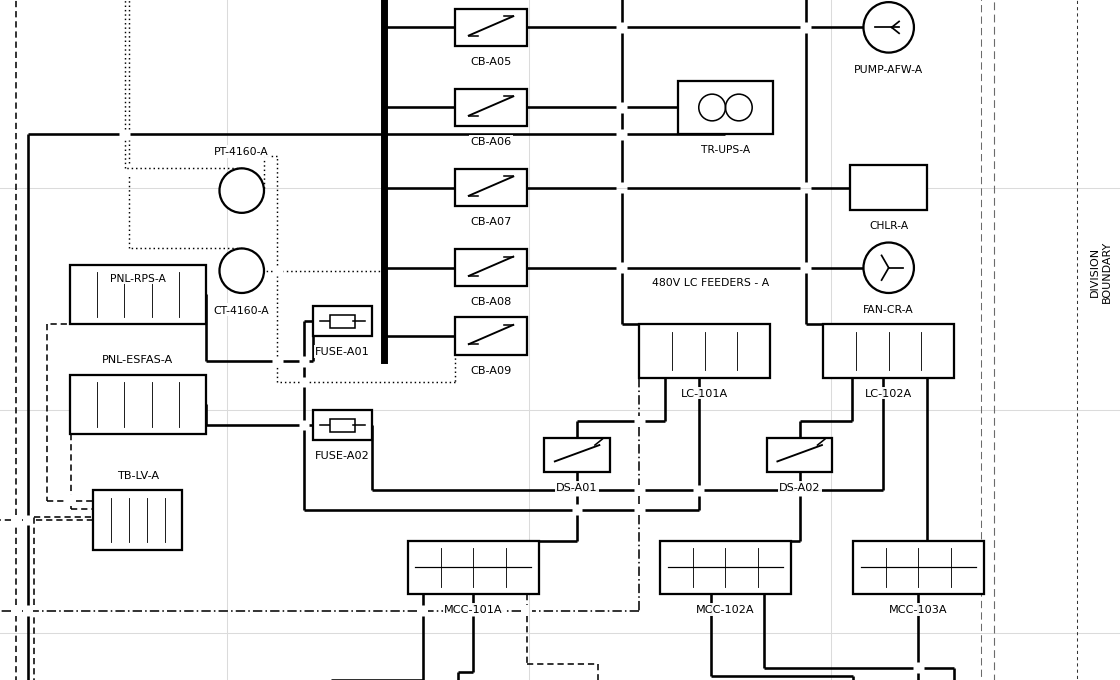 CB-A05
PUMP-AFW-A
CB-A06
TR-UPS-A
PT-4160-A
CB-A07
CHLR-A
DIVISION
BOUNDARY
PNL-RPS-A
480V LC FEEDERS - A
CB-A08
CT-4160-A
FAN-CR-A
FUSE-A01
PNL-ESFAS-A
CB-A09
LC-101A
LC-102A
FUSE-A02
TB-LV-A
DS-A01
DS-A02
MCC-101A
MCC-102A
MCC-103A